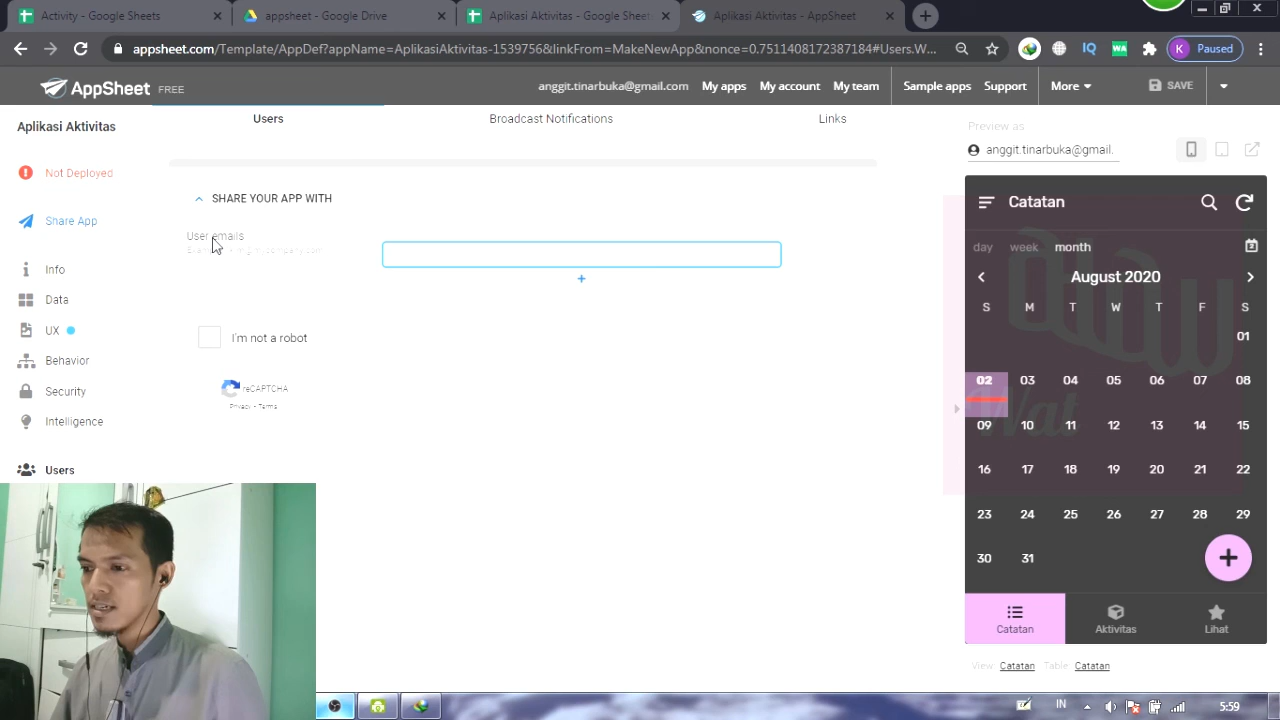 Activity - Google Sheets
appsheet - Google Drive
Aplikasi Aktivitas - Google Sheet
Aplikasi Aktivitas - AppSheet
appsheet.com/Template/AppDef?appName=AplikasiAktivitas-1539756&linkFrom=MakeNewApp&nonce=0.7511408172387184#Users.W...
IQ
WA
K Paused
AppSheet FREE
anggit.tinarbuka@gmail.com My apps My account My team Sample apps Support More SAVE
Aplikasi Aktivitas
Users Broadcast Notifications Links
Preview as
anggit.tinarbuka@gmail.
Not Deployed
Share App
Info
Data
UX
Behavior
Security
Intelligence
Users
SHARE YOUR APP WITH
User emails
+
I'm not a robot
reCAPTCHA
Privacy - Terms
Catatan
day week month
August 2020
S M T W T F S
01
02 03 04 05 06 07 08
09 10 11 12 13 14 15
16 17 18 19 20 21 22
23 24 25 26 27 28 29
30 31
+
Catatan Aktivitas Lihat
View: Catatan Table: Catatan
IN
5:59